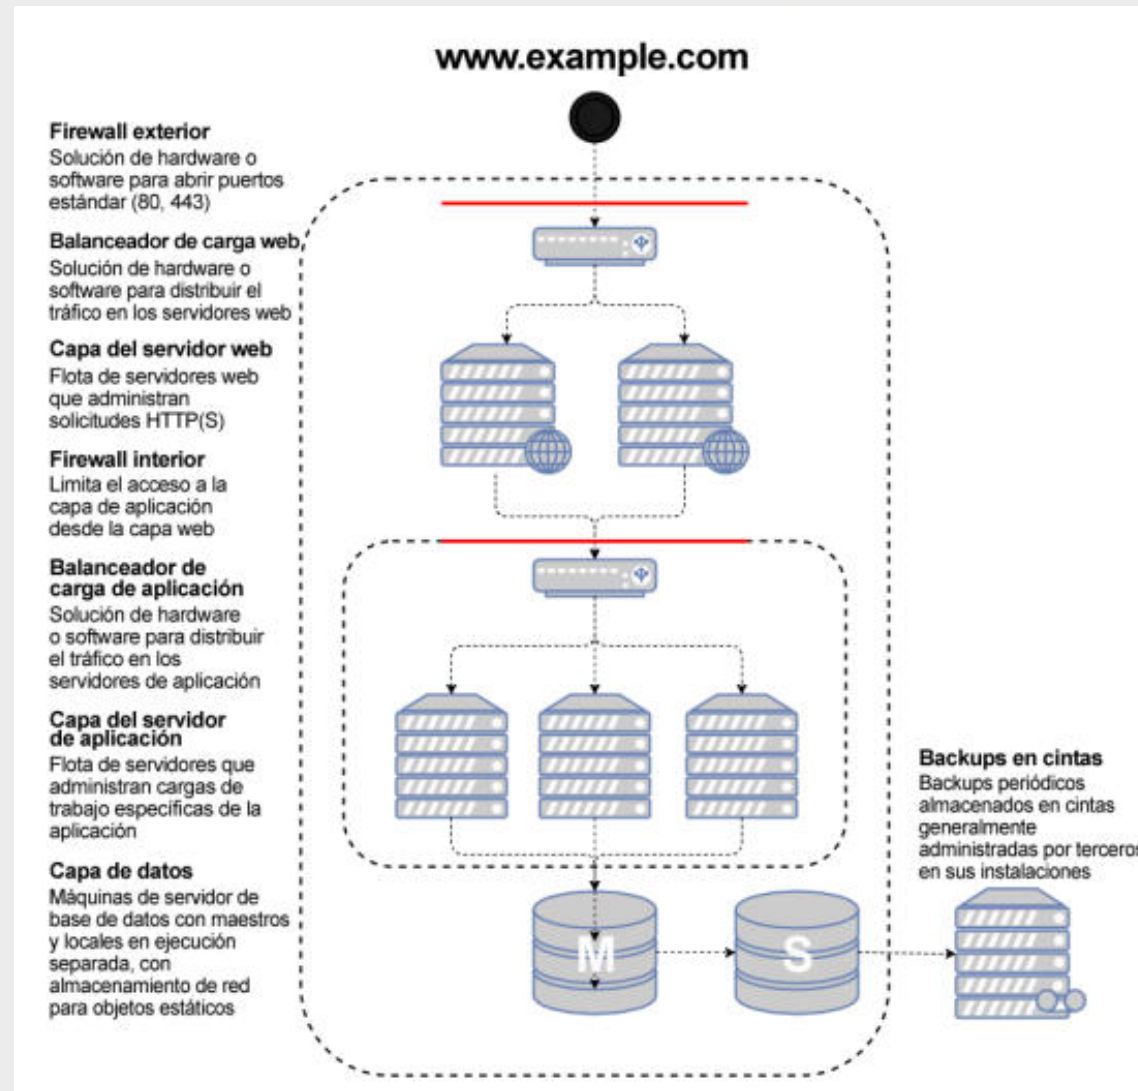 www.example.com
Firewall exterior
Solución de hardware o
software para abrir puertos
estándar (80, 443)
Balanceador de carga web
Solución de hardware o
software para distribuir el
tráfico en los servidores web
Capa del servidor web
Flota de servidores web
que administran
solicitudes HTTP(S)
Firewall interior
Limita el acceso a la
capa de aplicación
desde la capa web
Balanceador de
carga de aplicación
Solución de hardware
o software para distribuir
el tráfico en los
servidores de aplicación
Capa del servidor
de aplicación
Flota de servidores que
administran cargas de
trabajo específicas de la
aplicación
Capa de datos
Máquinas de servidor de
base de datos con maestros
y locales en ejecución
separada, con
almacenamiento de red
para objetos estáticos
M
S
Backups en cintas
Backups periódicos
almacenados en cintas
generalmente
administradas por terceros
en sus instalaciones